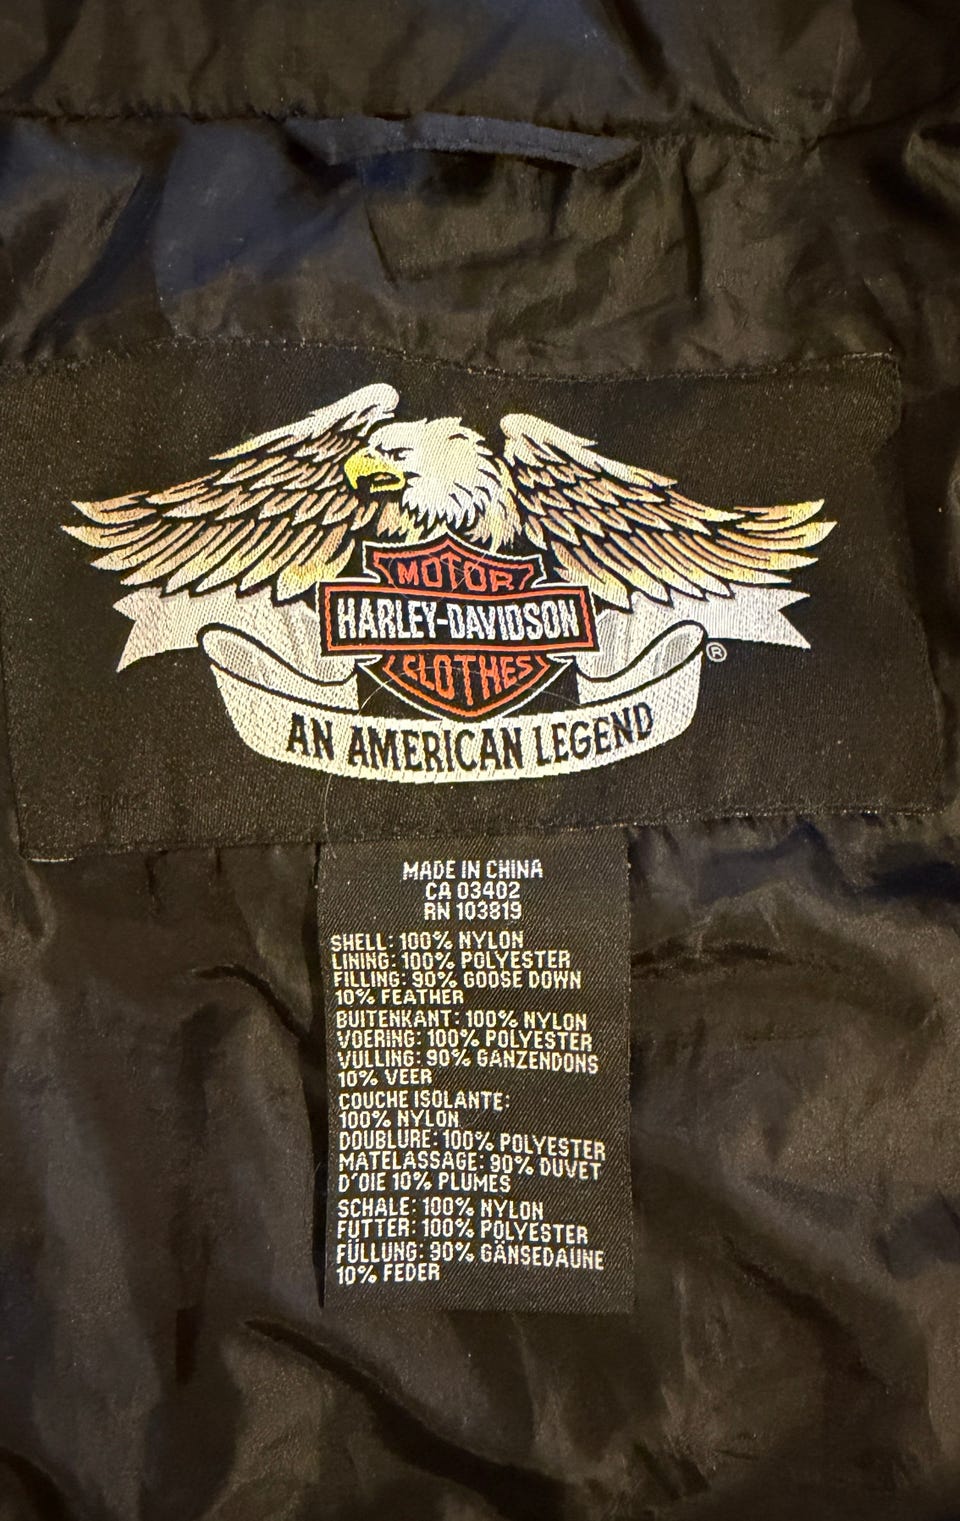 MOTOR
HARLEY-DAVIDSON
CLOTHES
®
AN AMERICAN LEGEND
MADE IN CHINA
CA 03402
RN 103819
SHELL: 100% NYLON
LINING: 100% POLYESTER
FILLING: 90% GOOSE DOWN
10% FEATHER
BUITENKANT: 100% NYLON
VOERING: 100% POLYESTER
VULLING: 90% GANZENDONS
10% VEER
COUCHE ISOLANTE:
100% NYLON
DOUBLURE: 100% POLYESTER
MATELASSAGE: 90% DUVET
D'OIE 10% PLUMES
SCHALE: 100% NYLON
FUTTER: 100% POLYESTER
FÜLLUNG: 90% GÄNSEDAUNE
10% FEDER